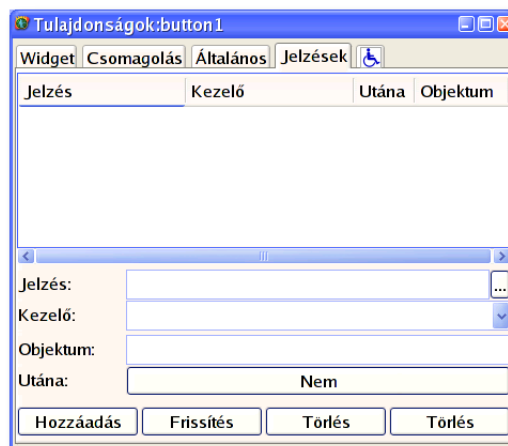 Tulajdonságok:button1
Widget Csomagolás Általános Jelzések
Jelzés Kezelő Utána Objektum
Jelzés: ...
Kezelő:
Objektum:
Utána: Nem
Hozzáadás Frissítés Törlés Törlés